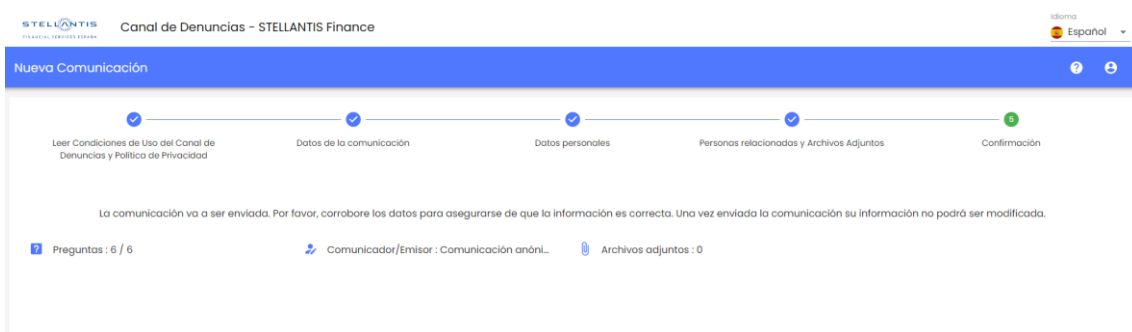 STELLANTIS
FINANCIAL SERVICES ESPAÑA
Canal de Denuncias - STELLANTIS Finance
Idioma
Español
Nueva Comunicación
5
Leer Condiciones de Uso del Canal de
Denuncias y Política de Privacidad
Datos de la comunicación
Datos personales
Personas relacionadas y Archivos Adjuntos
Confirmación
La comunicación va a ser enviada. Por favor, corrobore los datos para asegurarse de que la información es correcta. Una vez enviada la comunicación su información no podrá ser modificada.
Preguntas : 6 / 6
Comunicador/Emisor : Comunicación anóni...
Archivos adjuntos : 0